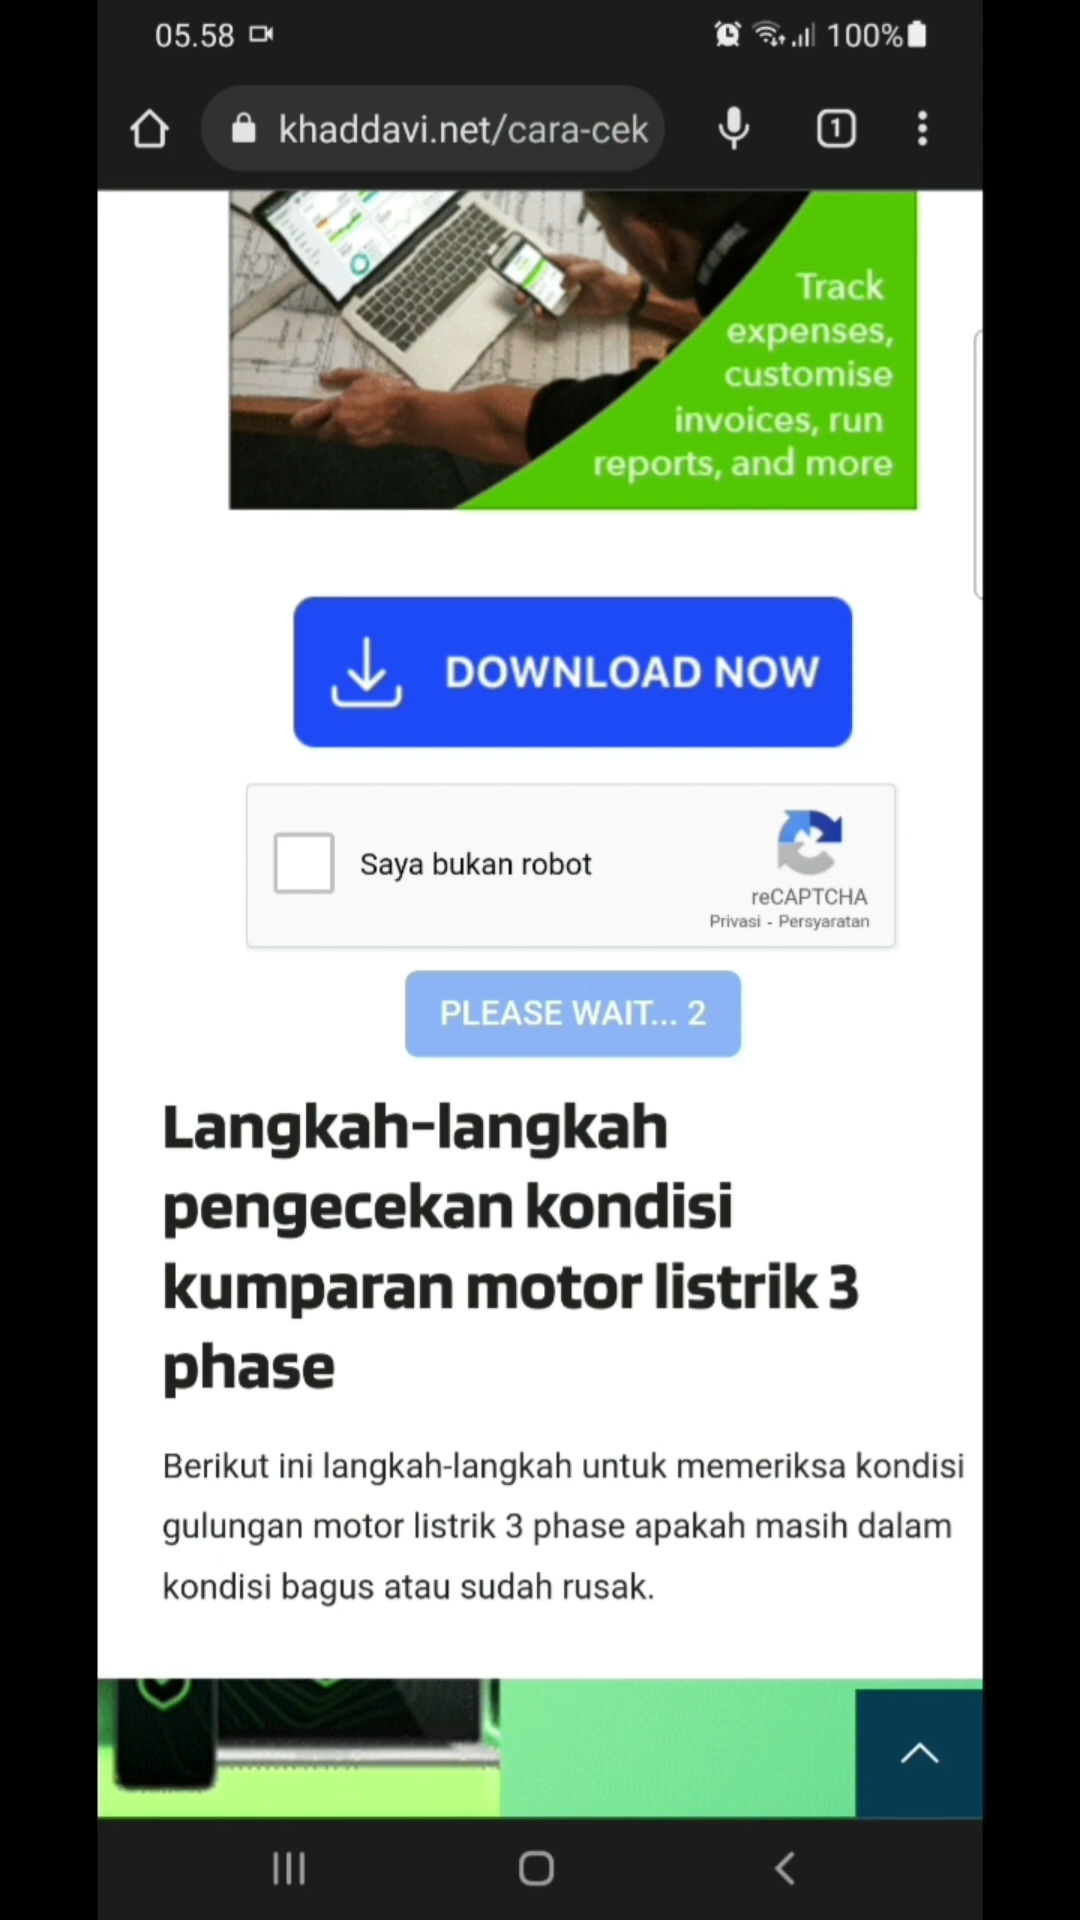 05.58
100%
khaddavi.net/cara-cek
1
Track
expenses,
customise
invoices, run
reports, and more
DOWNLOAD NOW
Saya bukan robot
reCAPTCHA
Privasi - Persyaratan
PLEASE WAIT... 2
Langkah-langkah
pengecekan kondisi
kumparan motor listrik 3
phase
Berikut ini langkah-langkah untuk memeriksa kondisi
gulungan motor listrik 3 phase apakah masih dalam
kondisi bagus atau sudah rusak.